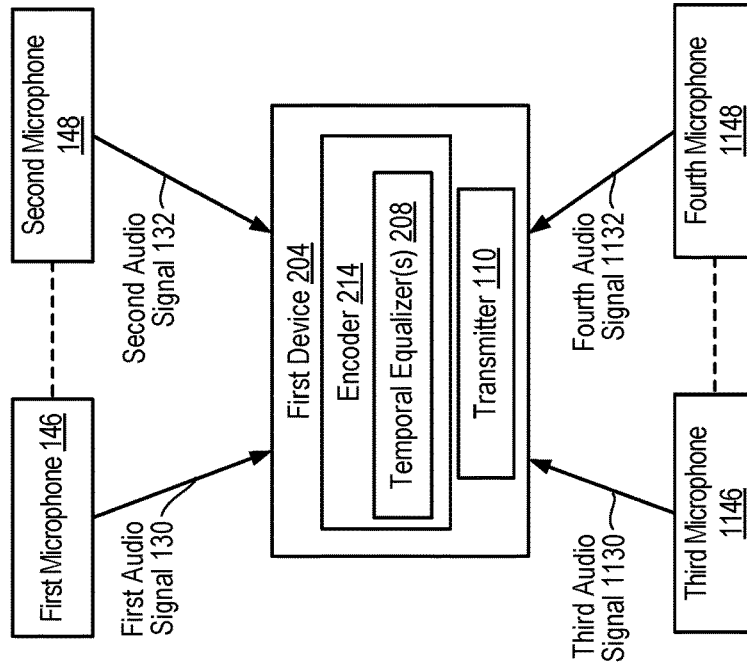 First Microphone 146
Second Microphone
148
First Audio
Signal 130
Second Audio
Signal 132
First Device 204
Encoder 214
Temporal Equalizer(s) 208
Transmitter 110
Third Audio
Signal 1130
Fourth Audio
Signal 1132
Third Microphone
1146
Fourth Microphone
1148